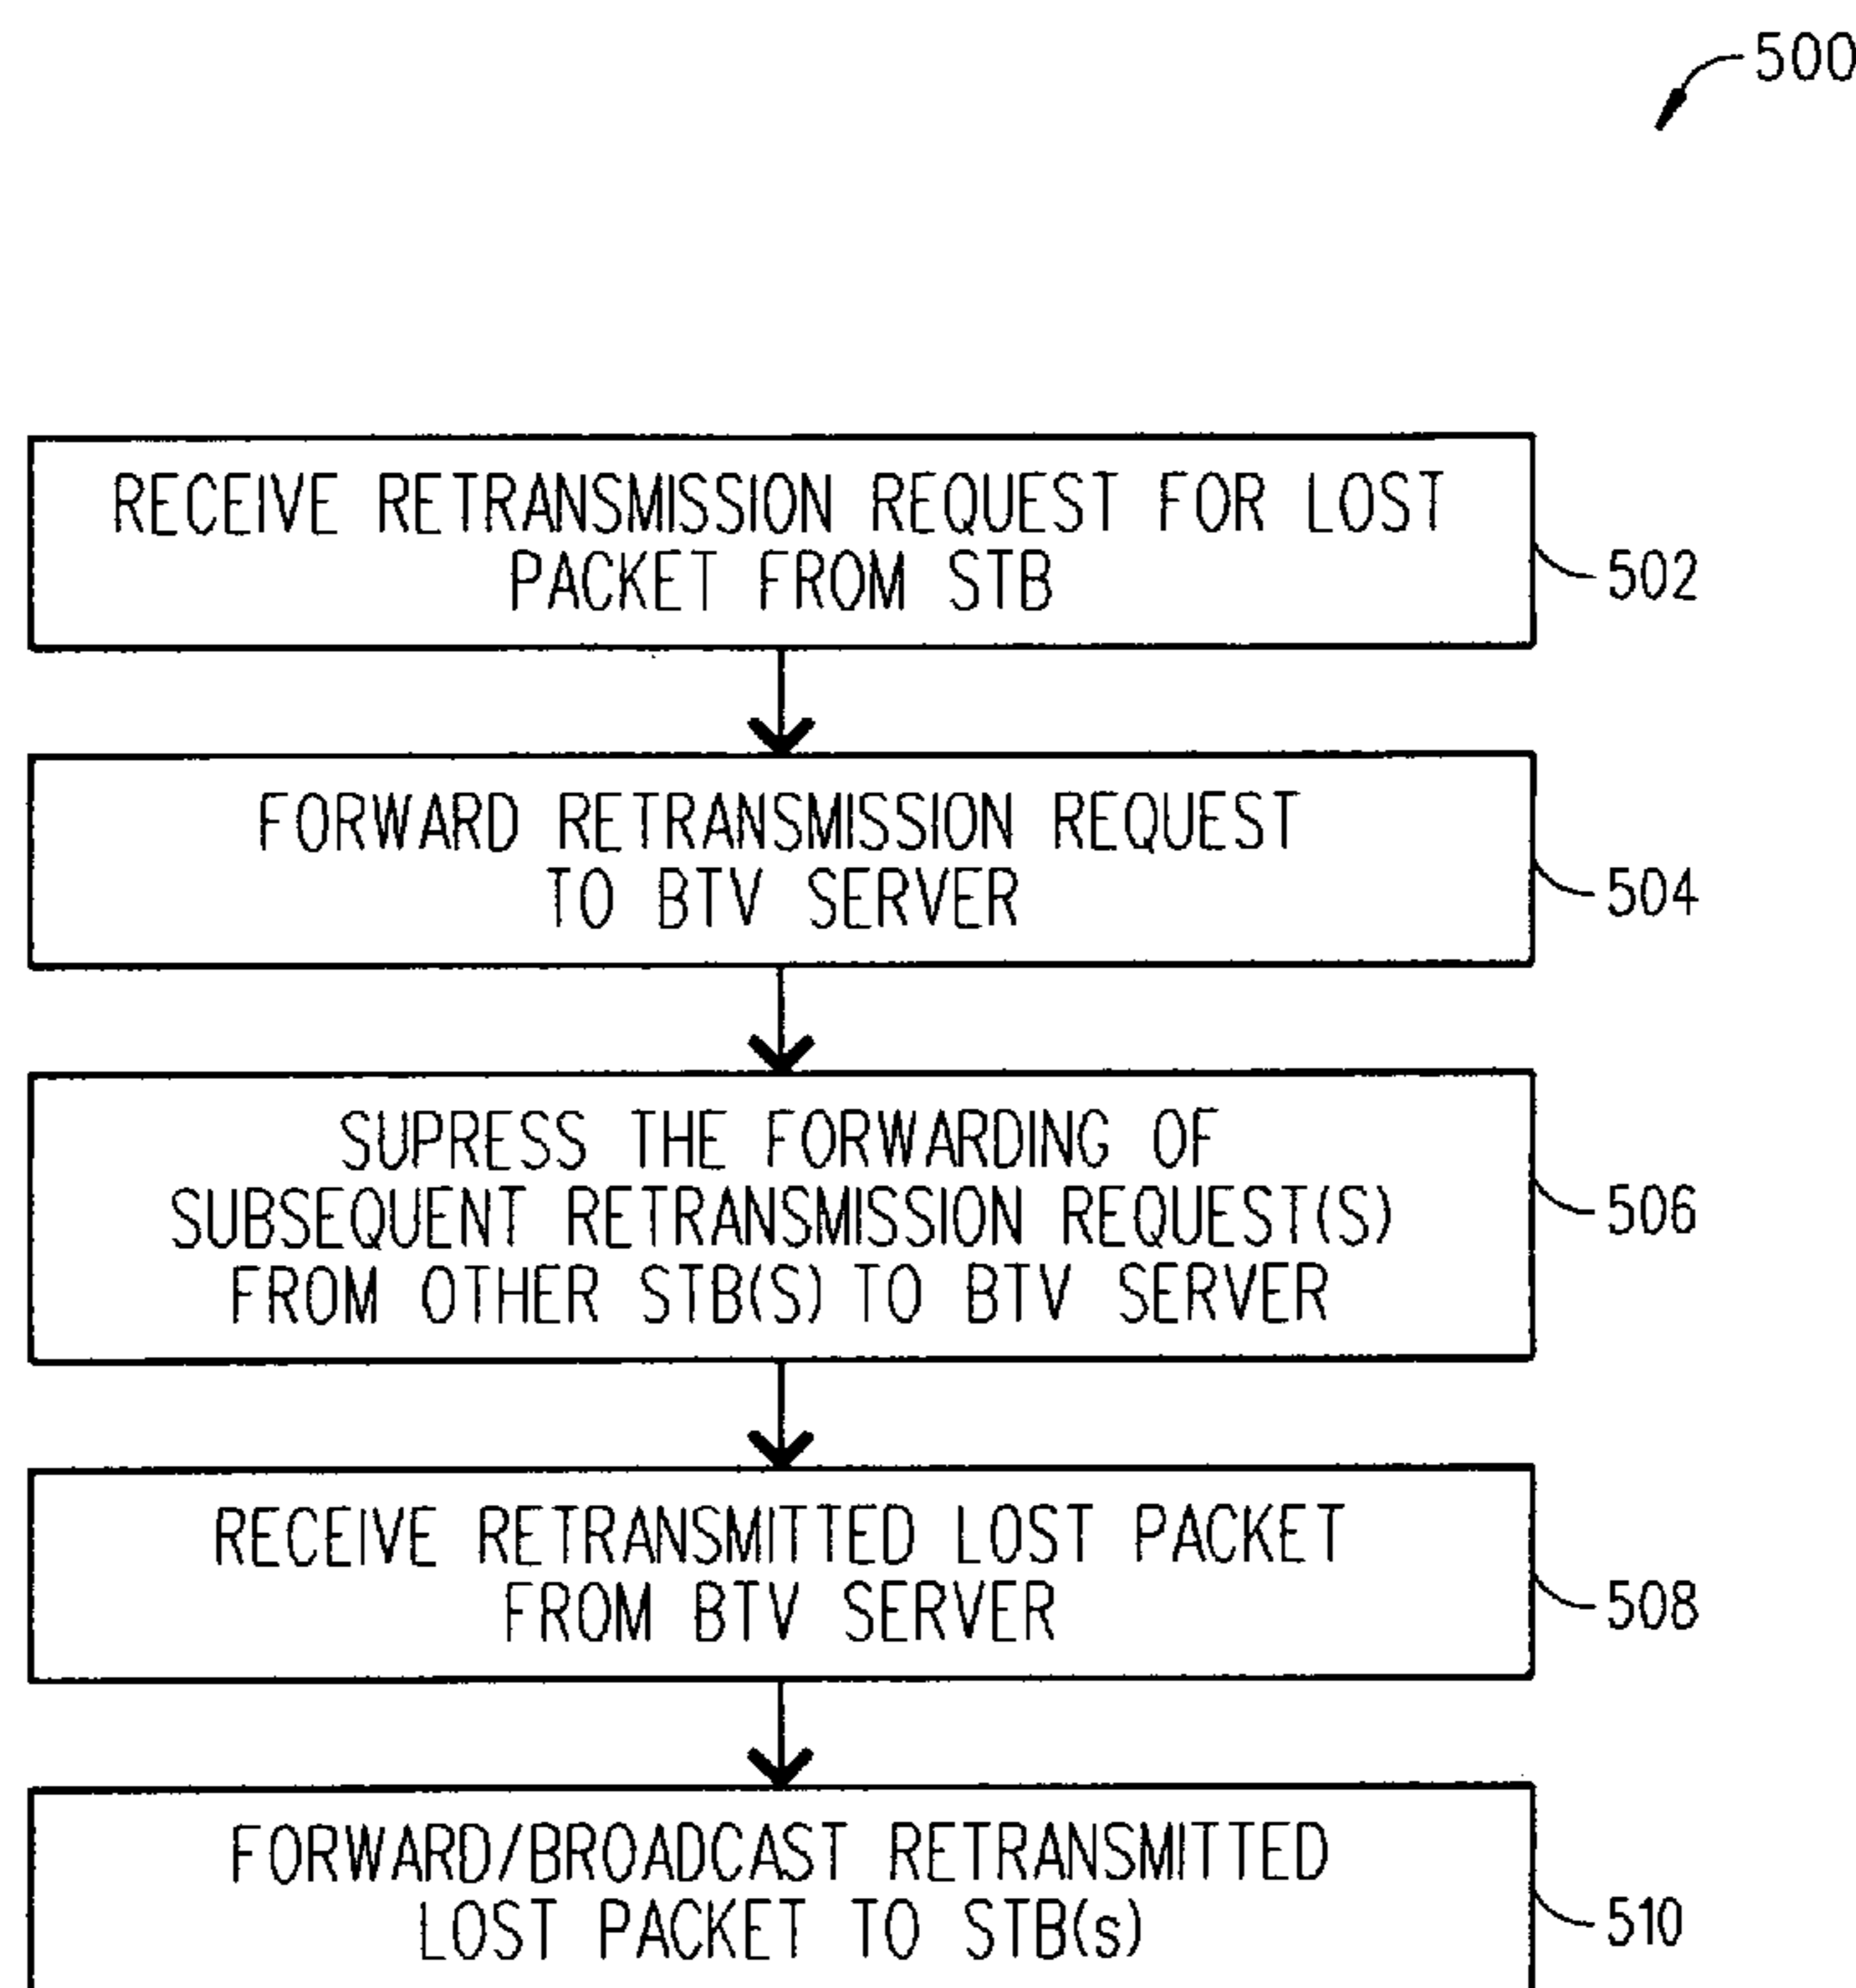 500
RECEIVE RETRANSMISSION REQUEST FOR LOST
PACKET FROM STB
502
FORWARD RETRANSMISSION REQUEST
TO BTV SERVER
504
SUPRESS THE FORWARDING OF
SUBSEQUENT RETRANSMISSION REQUEST(S)
FROM OTHER STB(S) TO BTV SERVER
506
RECEIVE RETRANSMITTED LOST PACKET
FROM BTV SERVER
508
FORWARD/BROADCAST RETRANSMITTED
LOST PACKET TO STB(s)
510